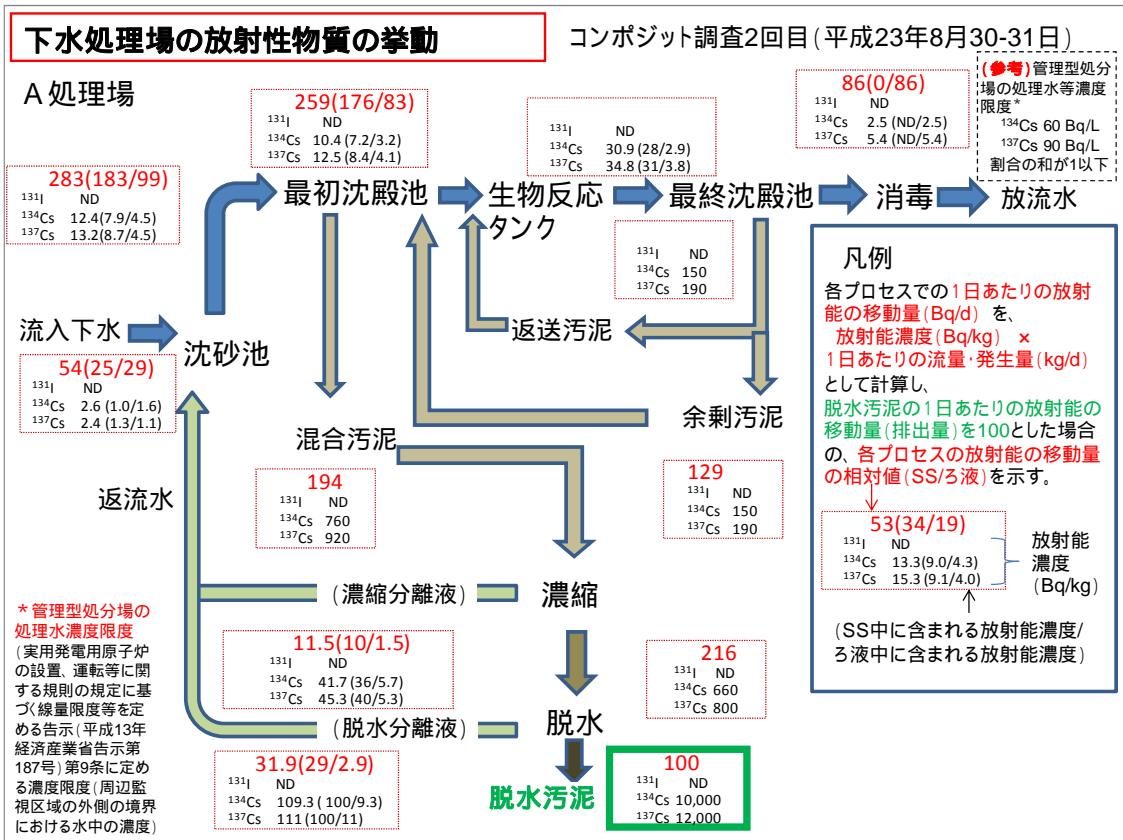 下水処理場の放射性物質の挙動
コンポジット調査2回目(平成23年8月30-31日)
A処理場
259(176/83)
131I ND
134Cs 10.4 (7.2/3.2)
137Cs 12.5 (8.4/4.1)
131I ND
134Cs 30.9 (28/2.9)
137Cs 34.8 (31/3.8)
86(0/86)
131I ND
134Cs 2.5 (ND/2.5)
137Cs 5.4 (ND/5.4)
(参考)管理型処分
場の処理水等濃度
限度*
134Cs 60 Bq/L
137Cs 90 Bq/L
割合の和が1以下
283(183/99)
131I ND
134Cs 12.4(7.9/4.5)
137Cs 13.2(8.7/4.5)
最初沈殿池
生物反応
タンク
最終沈殿池
消毒
放流水
131I ND
134Cs 150
137Cs 190
流入下水
沈砂池
返送汚泥
54(25/29)
131I ND
134Cs 2.6 (1.0/1.6)
137Cs 2.4 (1.3/1.1)
混合汚泥
余剰汚泥
返流水
194
131I ND
134Cs 760
137Cs 920
129
131I ND
134Cs 150
137Cs 190
(濃縮分離液)
濃縮
11.5(10/1.5)
131I ND
134Cs 41.7 (36/5.7)
137Cs 45.3 (40/5.3)
216
131I ND
134Cs 660
137Cs 800
(脱水分離液)
脱水
31.9(29/2.9)
131I ND
134Cs 109.3 ( 100/9.3)
137Cs 111 (100/11)
脱水汚泥
100
131I ND
134Cs 10,000
137Cs 12,000
*管理型処分場の
処理水濃度限度
(実用発電用原子炉
の設置、運転等に関
する規則の規定に基
づく線量限度等を定
める告示(平成13年
経済産業省告示第
187号)第9条に定め
る濃度限度(周辺監
視区域の外側の境界
における水中の濃度)
凡例
各プロセスでの1日あたりの放射
能の移動量(Bq/d) を、
放射能濃度(Bq/kg) ×
1日あたりの流量・発生量(kg/d)
として計算し、
脱水汚泥の1日あたりの放射能の
移動量(排出量)を100とした場合
の、各プロセスの放射能の移動量
の相対値(SS/ろ液)を示す。
53(34/19)
131I ND
134Cs 13.3(9.0/4.3)
137Cs 15.3(9.1/4.0)
放射能
濃度
(Bq/kg)
(SS中に含まれる放射能濃度/
ろ液中に含まれる放射能濃度)